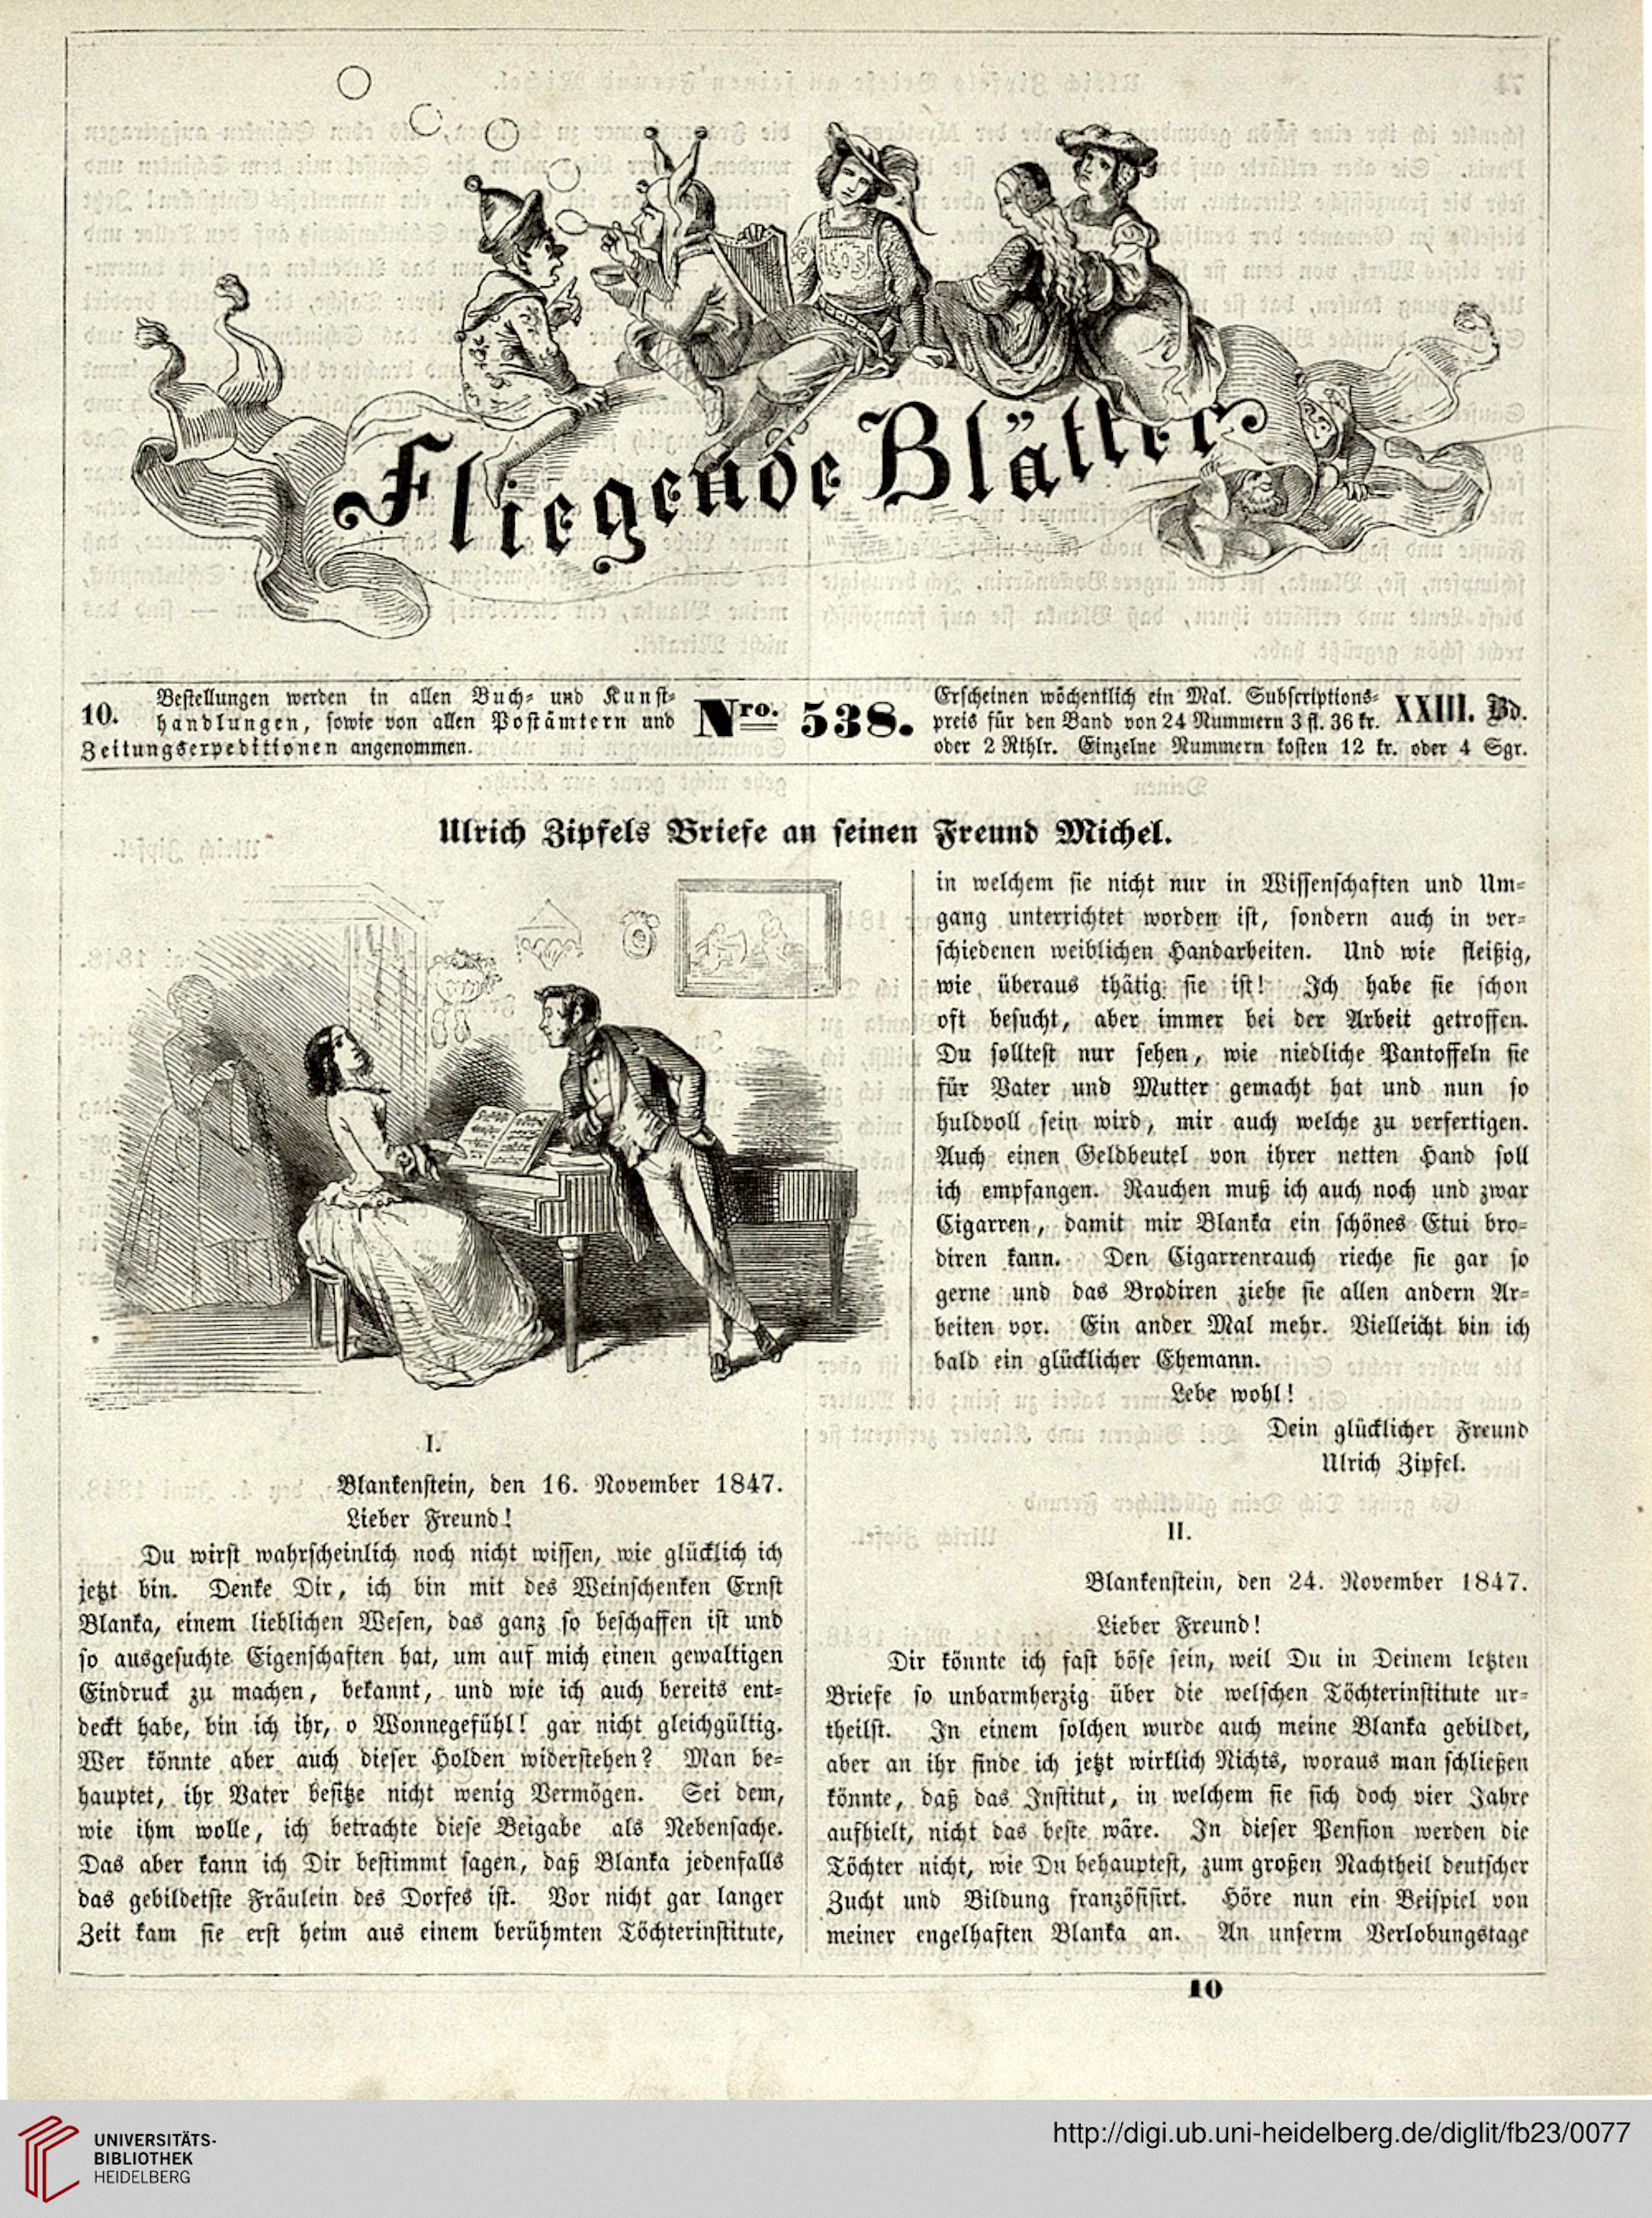 Fliegende Blätter
10.
Bestellungen werden in allen Buch- und Kunst-
handlungen, sowie von allen Postämtern und
Zeitungsexpeditionen angenommen.
Nro. 538.
Erscheinen wöchentlich ein Mal. Subscriptions-
preis für den Band von 24 Nummern 3 fl. 36 kr.
oder 2 Rthlr. Einzelne Nummern kosten 12 kr. oder 4 Sgr.
XXIII. Bd.
Ulrich Zipfels Briefe an seinen Freund Michel.
I.
Blankenstein, den 16. November 1847.
Lieber Freund!
Du wirst wahrscheinlich noch nicht wissen, wie glücklich ich
jetzt bin. Denke Dir, ich bin mit des Weinschenken Ernst
Blanka, einem lieblichen Wesen, das ganz so beschaffen ist und
so ausgesuchte Eigenschaften hat, um auf mich einen gewaltigen
Eindruck zu machen, bekannt, und wie ich auch bereits ent-
deckt habe, bin ich ihr, o Wonnegefühl! gar nicht gleichgültig.
Wer könnte aber auch dieser Holden widerstehen? Man be-
hauptet, ihr Vater besitze nicht wenig Vermögen. Sei dem,
wie ihm wolle, ich betrachte diese Beigabe als Nebensache.
Das aber kann ich Dir bestimmt sagen, daß Blanka jedenfalls
das gebildetste Fräulein des Dorfes ist. Vor nicht gar langer
Zeit kam sie erst heim aus einem berühmten Töchterinstitute,
in welchem sie nicht nur in Wissenschaften und Um-
gang unterrichtet worden ist, sondern auch in ver-
schiedenen weiblichen Handarbeiten. Und wie fleißig,
wie überaus thätig sie ist! Ich habe sie schon
oft besucht, aber immer bei der Arbeit getroffen.
Du solltest nur sehen, wie niedliche Pantoffeln sie
für Vater und Mutter gemacht hat und nun so
huldvoll sein wird, mir auch welche zu verfertigen.
Auch einen Geldbeutel von ihrer netten Hand soll
ich empfangen. Rauchen muß ich auch noch und zwar
Cigarren, damit mir Blanka ein schönes Etui bro-
diren kann. Den Cigarrenrauch rieche sie gar so
gerne und das Brodiren ziehe sie allen andern Ar-
beiten vor. Ein ander Mal mehr. Vielleicht bin ich
bald ein glücklicher Ehemann.
Lebe wohl!
Dein glücklicher Freund
Ulrich Zipfel.
II.
Blankenstein, den 24. November 1847.
Lieber Freund!
Dir könnte ich fast böse sein, weil Du in Deinem letzten
Briefe so unbarmherzig über die welschen Töchterinstitute ur-
theilst. In einem solchen wurde auch meine Blanka gebildet,
aber an ihr finde ich jetzt wirklich Nichts, woraus man schließen
könnte, daß das Institut, in welchem sie sich doch vier Jahre
aufhielt, nicht das beste wäre. In dieser Pension werden die
Töchter nicht, wie Du behauptest, zum großen Nachtheil deutscher
Zucht und Bildung französisirt. Höre nun ein Beispiel von
meiner engelhaften Blanka an. An unserm Verlobungstage
10
UNIVERSITÄTS-
BIBLIOTHEK
HEIDELBERG
http://digi.ub.uni-heidelberg.de/diglit/fb23/0077